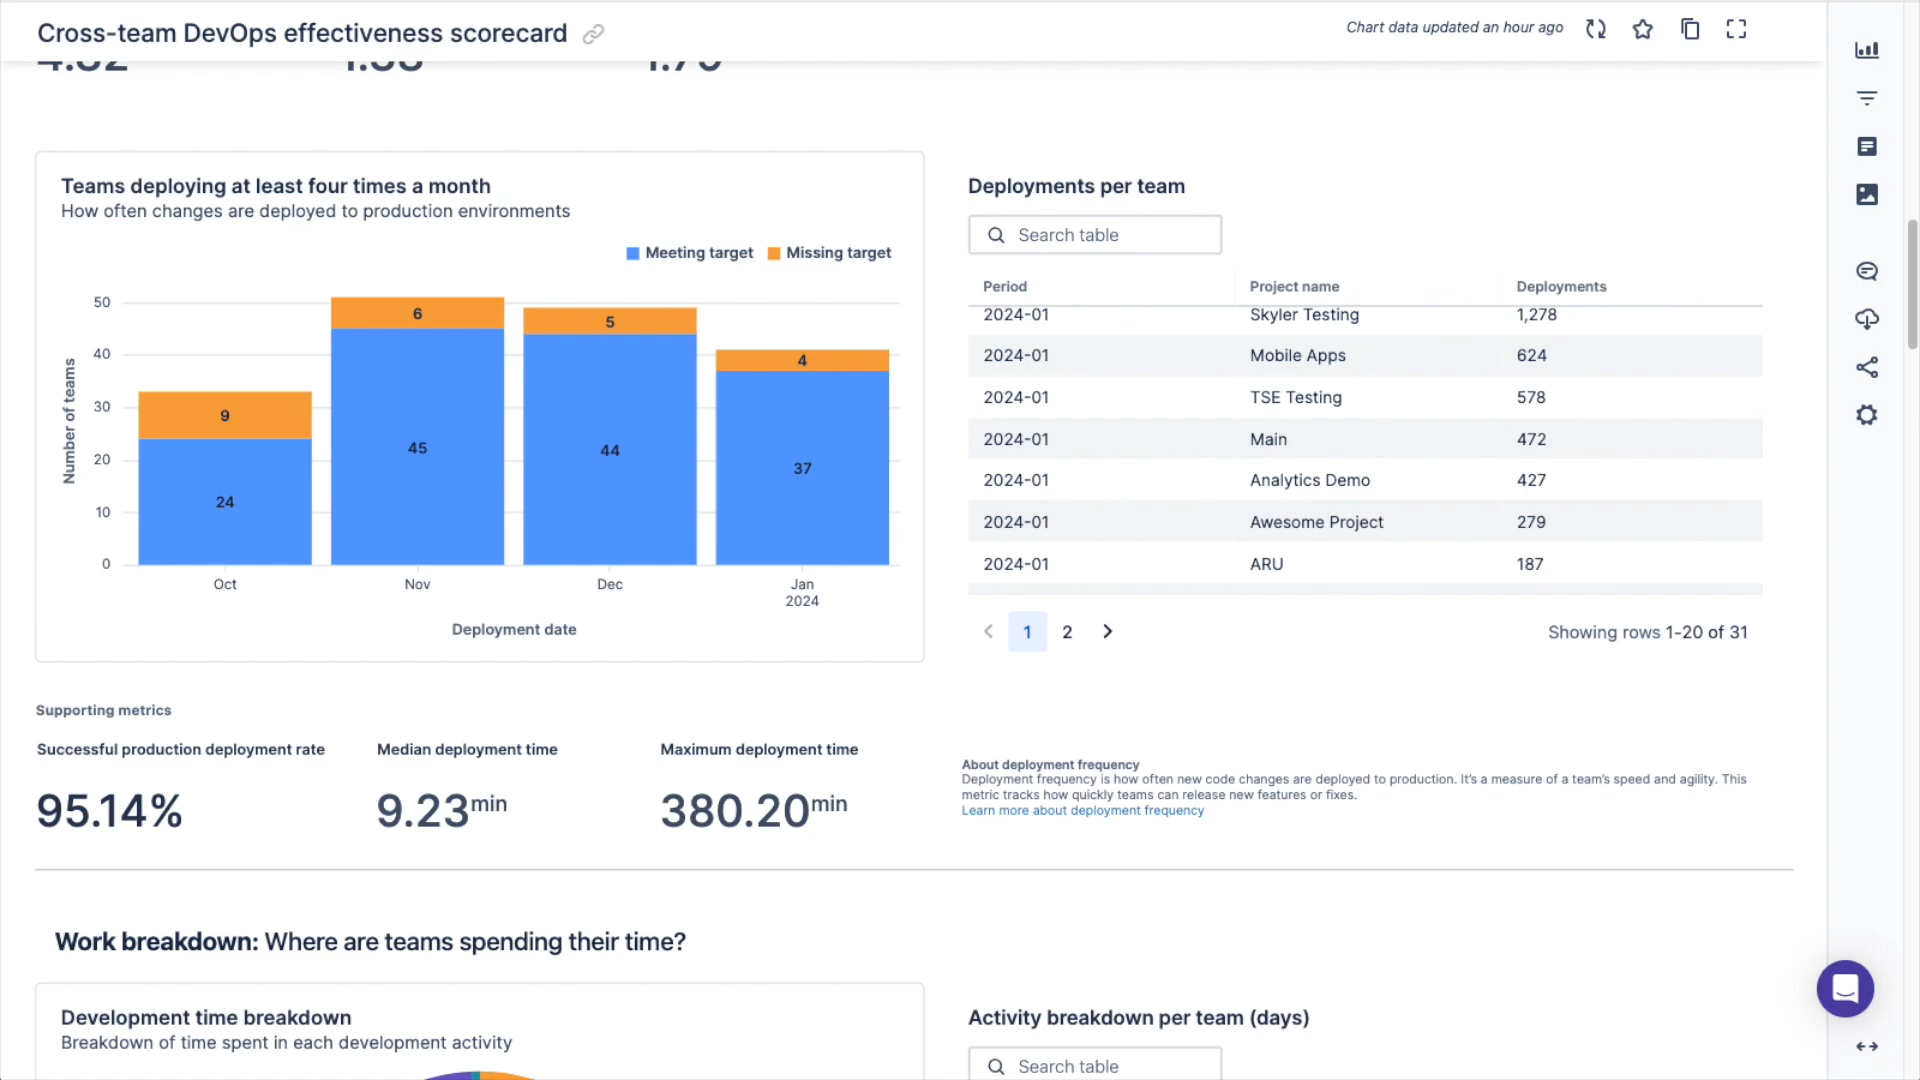 Cross-team DevOps effectiveness scorecard
Chart data updated an hour ago
Teams deploying at least four times a month
How often changes are deployed to production environments
Meeting target Missing target
Number of teams
50
40
30
20
10
0
9
24
6
45
5
44
4
37
Oct Nov Dec Jan
2024
Deployment date
Deployments per team
Search table
Period Project name Deployments
2024-01 Skyler Testing 1,278
2024-01 Mobile Apps 624
2024-01 TSE Testing 578
2024-01 Main 472
2024-01 Analytics Demo 427
2024-01 Awesome Project 279
2024-01 ARU 187
1 2
Showing rows 1-20 of 31
Supporting metrics
Successful production deployment rate
95.14%
Median deployment time
9.23min
Maximum deployment time
380.20min
About deployment frequency
Deployment frequency is how often new code changes are deployed to production. It's a measure of a team's speed and agility. This
metric tracks how quickly teams can release new features or fixes.
Learn more about deployment frequency
Work breakdown: Where are teams spending their time?
Development time breakdown
Breakdown of time spent in each development activity
Activity breakdown per team (days)
Search table